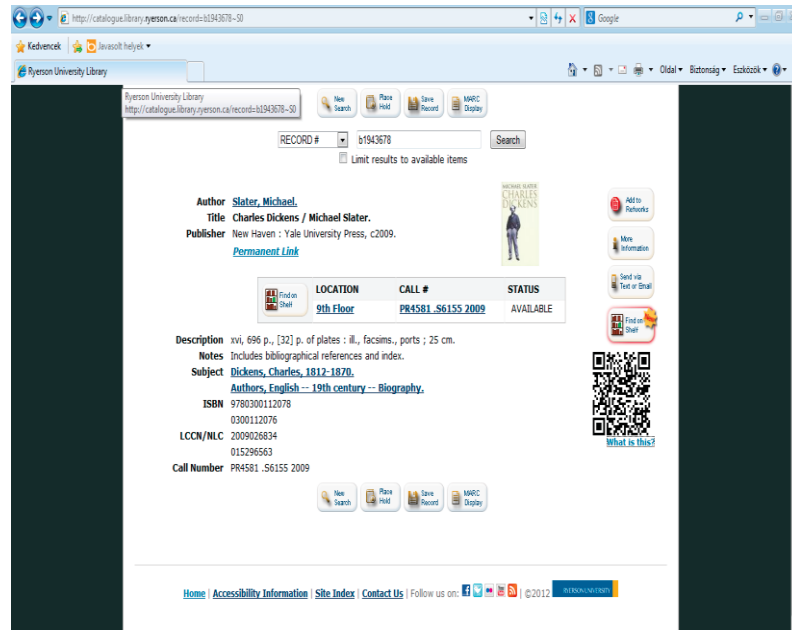 http://catalogue.library.ryerson.ca/record=b1943678~S0
Google
Kedvencek
Javasolt helyek
Ryerson University Library
Oldal
Biztonság
Eszközök
Ryerson University Library
http://catalogue.library.ryerson.ca/record=b1943678~S0
New Search
Place Hold
Save Record
MARC Display
RECORD #
b1943678
Search
Limit results to available items
MICHAEL SLATER
CHARLES
DICKENS
Author Slater, Michael.
Title Charles Dickens / Michael Slater.
Publisher New Haven : Yale University Press, c2009.
Permanent Link
Add to Refworks
More Information
Send via Text or Email
Find on Shelf
Find on Shelf
LOCATION CALL # STATUS
9th Floor PR4581 .S6155 2009 AVAILABLE
Description xvi, 696 p., [32] p. of plates : ill., facsims., ports ; 25 cm.
Notes Includes bibliographical references and index.
Subject Dickens, Charles, 1812-1870.
Authors, English -- 19th century -- Biography.
ISBN 9780300112078
0300112076
LCCN/NLC 2009026834
015296563
Call Number PR4581 .S6155 2009
What is this?
New Search
Place Hold
Save Record
MARC Display
Home | Accessibility Information | Site Index | Contact Us | Follow us on: | ©2012
RYERSON UNIVERSITY